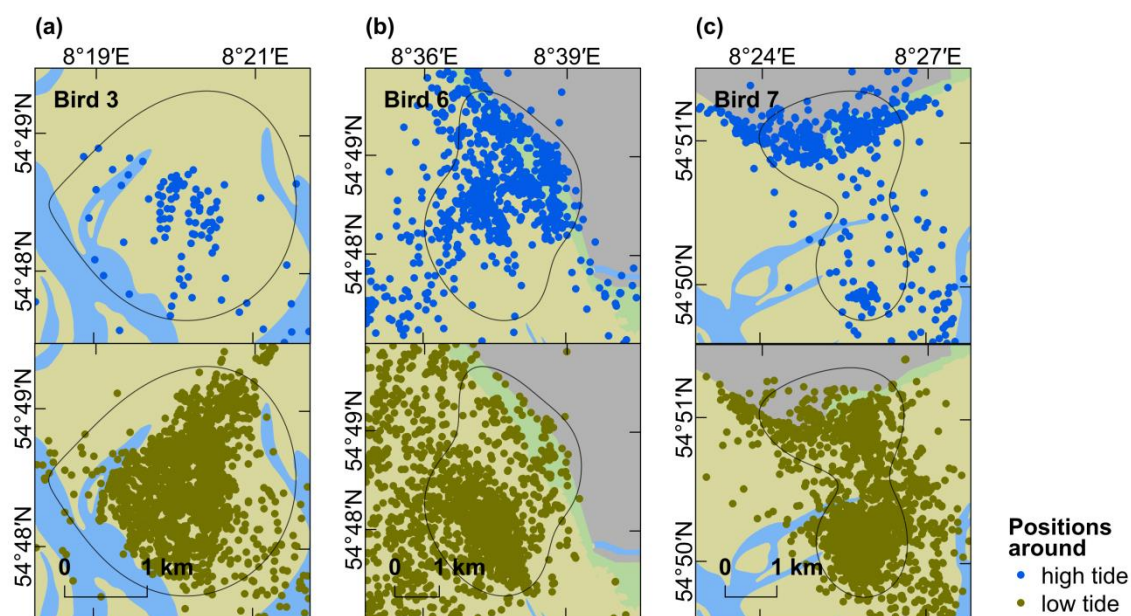 (a)
(b)
(c)
8°19′E 8°21′E
8°36′E 8°39′E
8°24′E 8°27′E
Bird 3
Bird 6
Bird 7
54°49′N
54°48′N
54°49′N
54°48′N
54°51′N
54°50′N
54°49′N
54°48′N
54°49′N
54°48′N
54°51′N
54°50′N
0 1 km
0 1 km
0 1 km
Positions
around
high tide
low tide